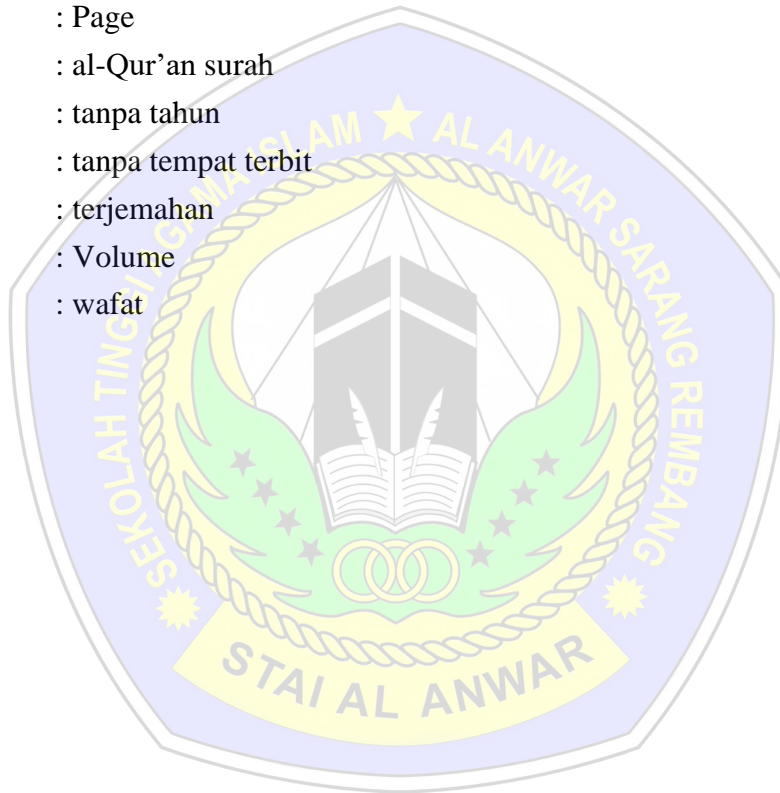 : Page
: al-Qur’an surah
: tanpa tahun
: tanpa tempat terbit
: terjemahan
: Volume
: wafat
SEKOLAH TINGGI AGAMA ISLAM ★ AL ANWAR SARANG REMBANG
STAI AL ANWAR